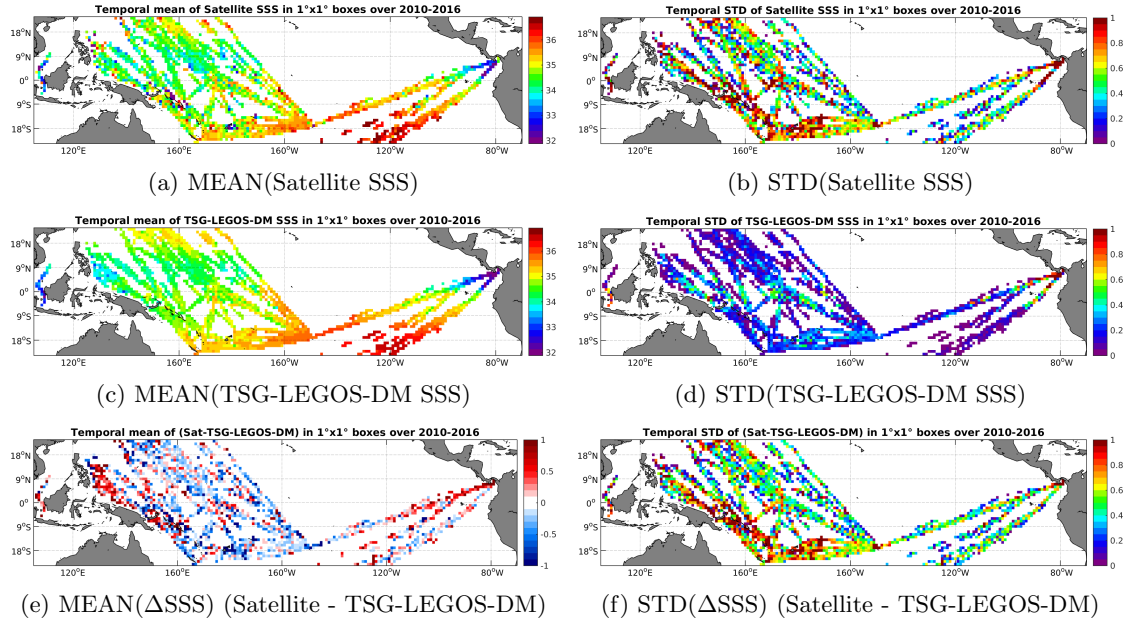 Temporal mean of Satellite SSS in 1°x1° boxes over 2010-2016
18°N
9°N
0°
9°S
18°S
120°E
160°E
160°W
120°W
80°W
36
35
34
33
32
(a) MEAN(Satellite SSS)
Temporal STD of Satellite SSS in 1°x1° boxes over 2010-2016
18°N
9°N
0°
9°S
18°S
120°E
160°E
160°W
120°W
80°W
1
0.8
0.6
0.4
0.2
0
(b) STD(Satellite SSS)
Temporal mean of TSG-LEGOS-DM SSS in 1°x1° boxes over 2010-2016
18°N
9°N
0°
9°S
18°S
120°E
160°E
160°W
120°W
80°W
36
35
34
33
32
(c) MEAN(TSG-LEGOS-DM SSS)
Temporal STD of TSG-LEGOS-DM SSS in 1°x1° boxes over 2010-2016
18°N
9°N
0°
9°S
18°S
120°E
160°E
160°W
120°W
80°W
1
0.8
0.6
0.4
0.2
0
(d) STD(TSG-LEGOS-DM SSS)
Temporal mean of (Sat-TSG-LEGOS-DM) in 1°x1° boxes over 2010-2016
18°N
9°N
0°
9°S
18°S
120°E
160°E
160°W
120°W
80°W
1
0.5
0
-0.5
-1
(e) MEAN(ΔSSS) (Satellite - TSG-LEGOS-DM)
Temporal STD of (Sat-TSG-LEGOS-DM) in 1°x1° boxes over 2010-2016
18°N
9°N
0°
9°S
18°S
120°E
160°E
160°W
120°W
80°W
1
0.8
0.6
0.4
0.2
0
(f) STD(ΔSSS) (Satellite - TSG-LEGOS-DM)